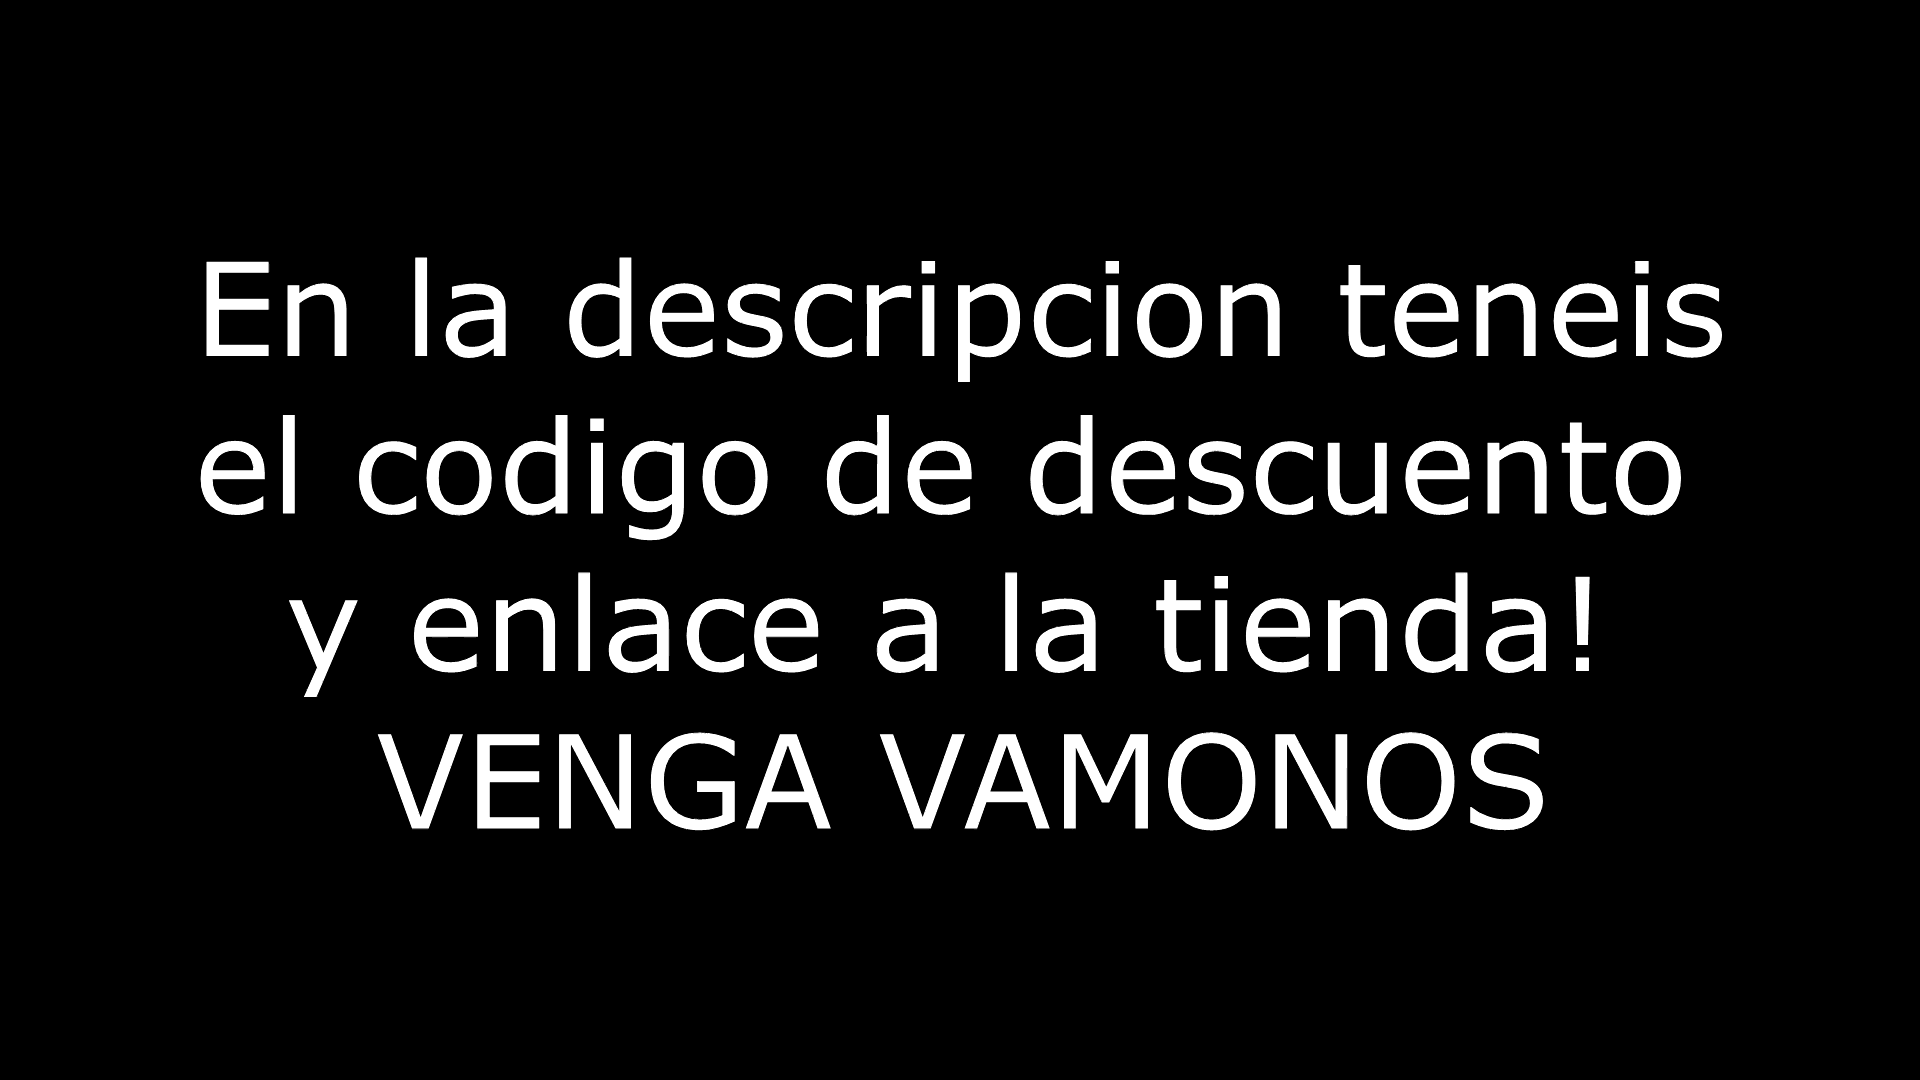 En la descripcion teneis
el codigo de descuento
y enlace a la tienda!
VENGA VAMONOS